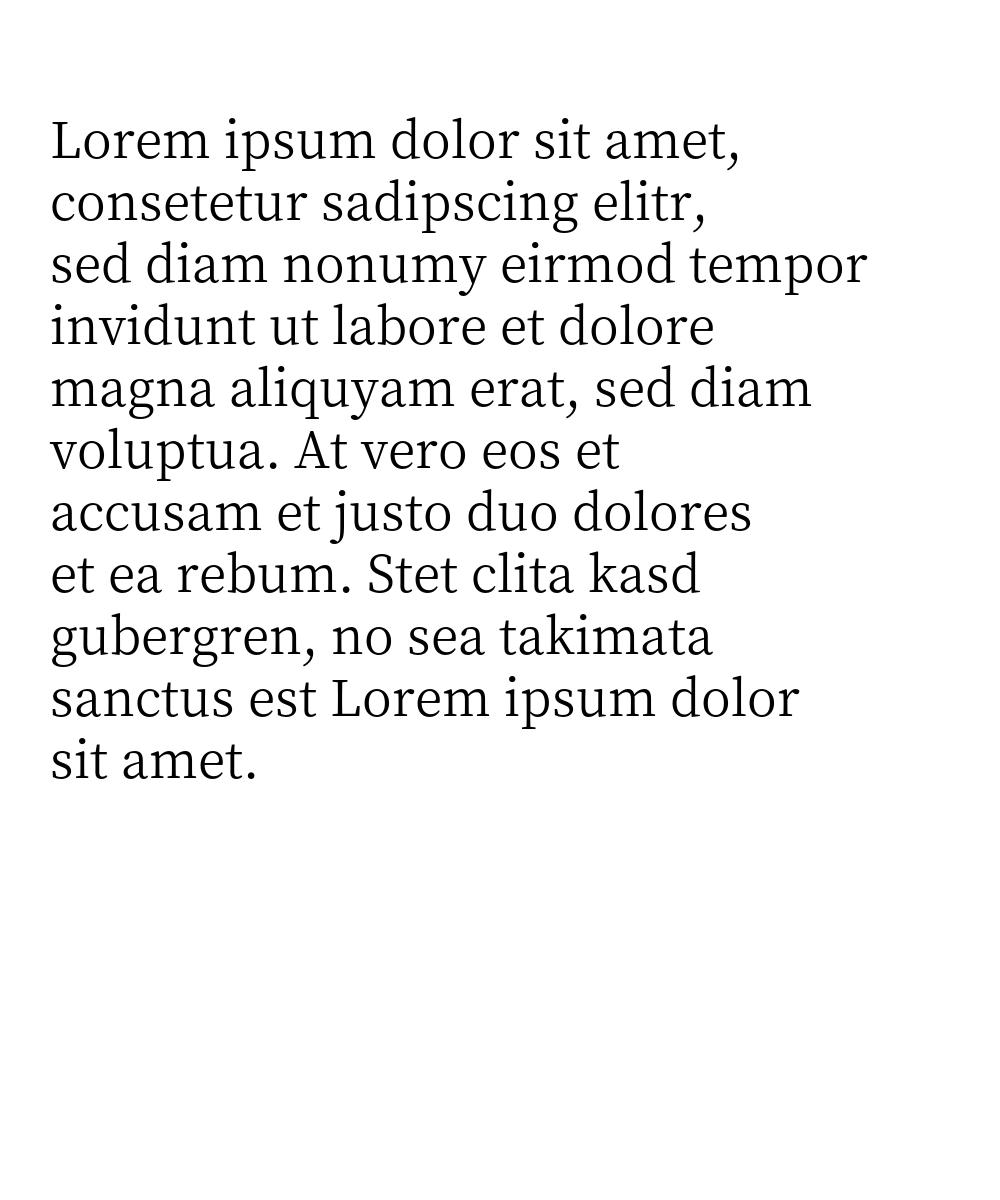 Lorem ipsum dolor sit amet,
consetetur sadipscing elitr,
sed diam nonumy eirmod tempor
invidunt ut labore et dolore
magna aliquyam erat, sed diam
voluptua. At vero eos et
accusam et justo duo dolores
et ea rebum. Stet clita kasd
gubergren, no sea takimata
sanctus est Lorem ipsum dolor
sit amet.